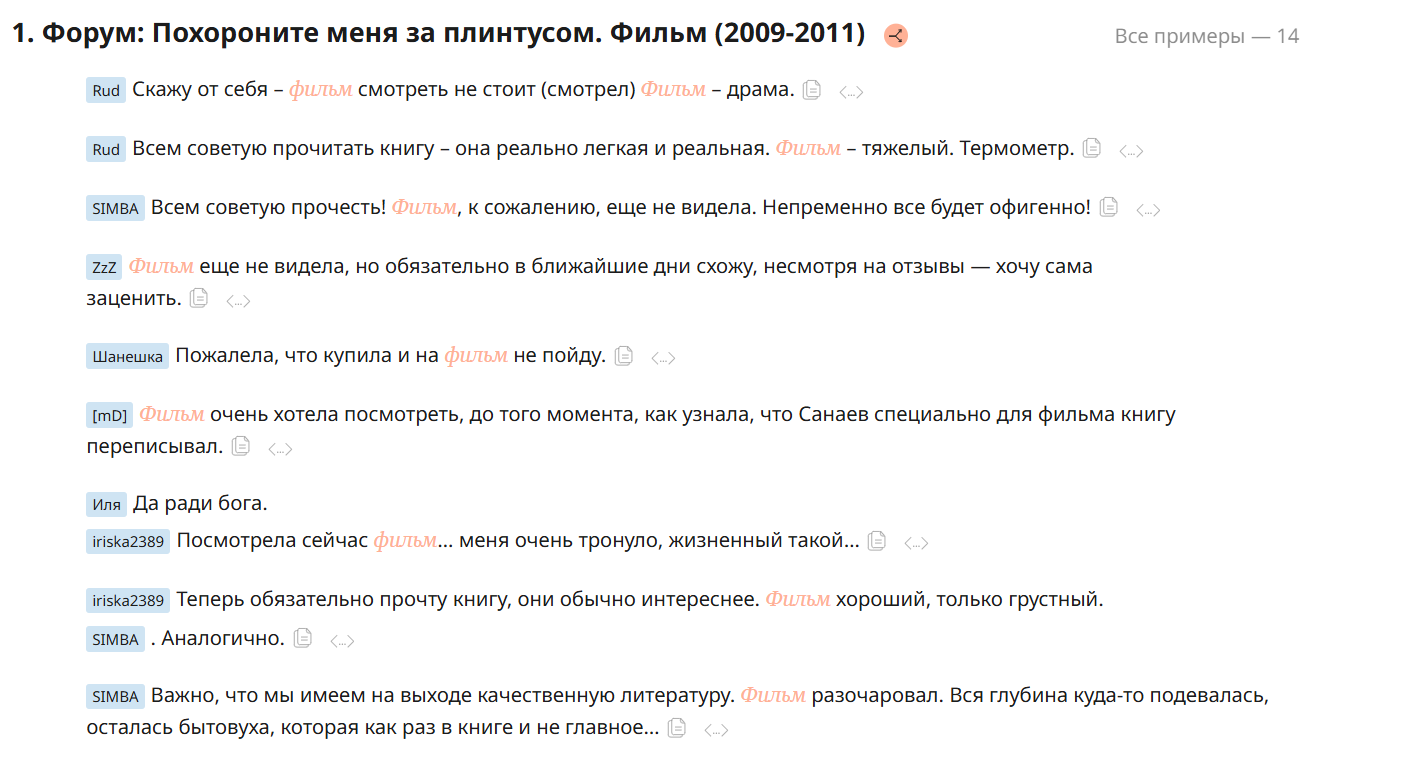 1. Форум: Похороните меня за плинтусом. Фильм (2009-2011) Все примеры — 14
Rud Скажу от себя – фильм смотреть не стоит (смотрел) Фильм – драма. <...>
Rud Всем советую прочитать книгу – она реально легкая и реальная. Фильм – тяжелый. Термометр. <...>
SIMBA Всем советую прочесть! Фильм, к сожалению, еще не видела. Непременно все будет офигенно! <...>
ZzZ Фильм еще не видела, но обязательно в ближайшие дни схожу, несмотря на отзывы — хочу сама
заценить. <...>
Шанешка Пожалела, что купила и на фильм не пойду. <...>
[mD] Фильм очень хотела посмотреть, до того момента, как узнала, что Санаев специально для фильма книгу
переписывал. <...>
Иля Да ради бога.
iriska2389 Посмотрела сейчас фильм... меня очень тронуло, жизненный такой... <...>
iriska2389 Теперь обязательно прочту книгу, они обычно интереснее. Фильм хороший, только грустный.
SIMBA . Аналогично. <...>
SIMBA Важно, что мы имеем на выходе качественную литературу. Фильм разочаровал. Вся глубина куда-то подевалась,
осталась бытовуха, которая как раз в книге и не главное... <...>